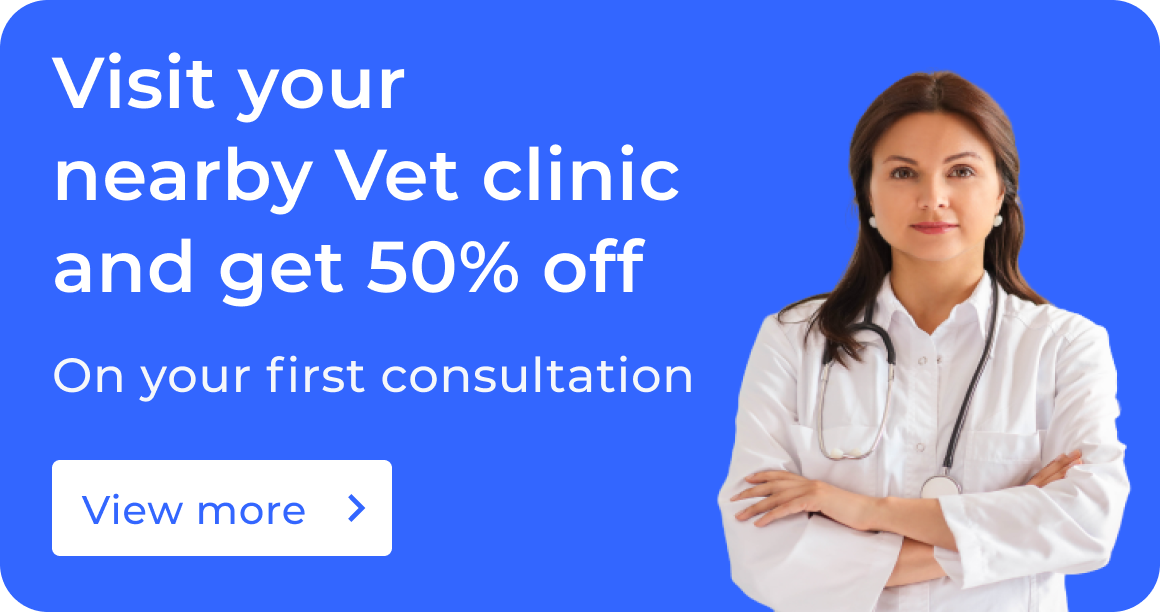 Visit your
nearby Vet clinic
and get 50% off
On your first consultation
View more